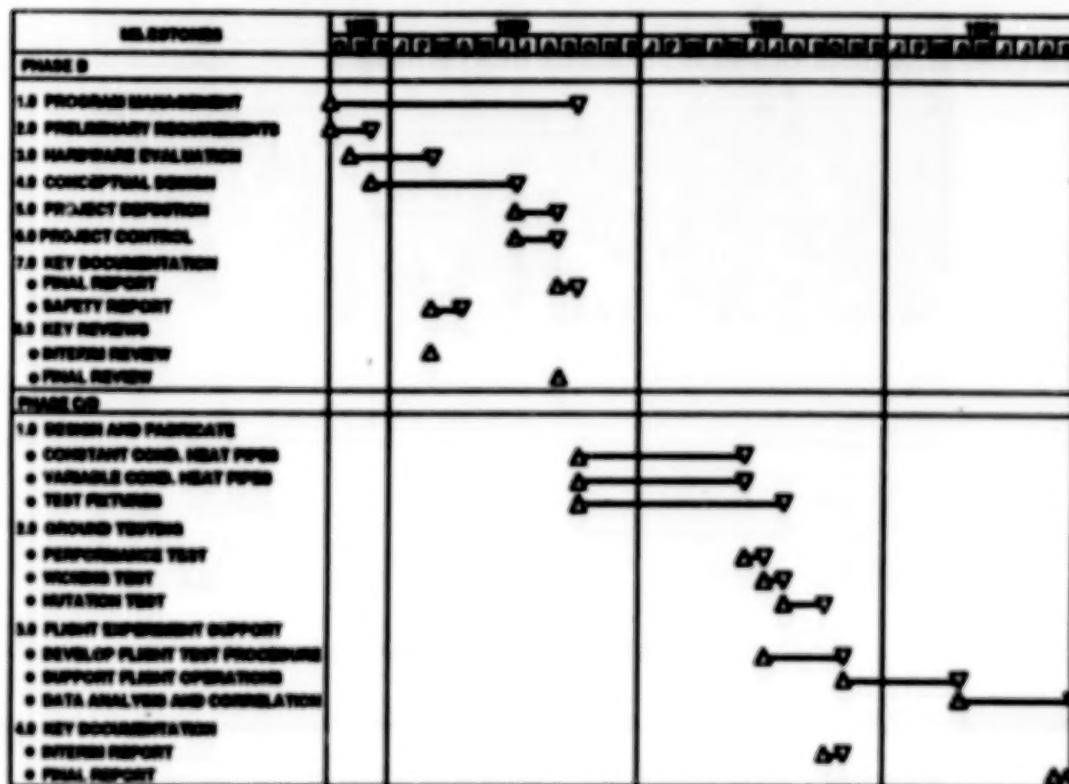 MILESTONES
1989
1990
1991
PHASE B
1.0 PROGRAM MANAGEMENT
2.0 PRELIMINARY REQUIREMENTS
3.0 HARDWARE EVALUATION
4.0 CONCEPTUAL DESIGN
5.0 PROJECT DEFINITION
6.0 PROJECT CONTROL
7.0 KEY DOCUMENTATION
• FINAL REPORT
• SAFETY REPORT
8.0 KEY REVIEWS
• INTERIM REVIEW
• FINAL REVIEW
PHASE C/D
1.0 DESIGN AND FABRICATE
• CONSTANT COND. HEAT PIPES
• VARIABLE COND. HEAT PIPES
• TEST FIXTURES
2.0 GROUND TESTING
• PERFORMANCE TEST
• WICKING TEST
• NUTATION TEST
3.0 FLIGHT EXPERIMENT SUPPORT
• DEVELOP FLIGHT TEST PROCEDURE
• SUPPORT FLIGHT OPERATIONS
• DATA ANALYSIS AND CORRELATION
4.0 KEY DOCUMENTATION
• INTERIM REPORT
• FINAL REPORT